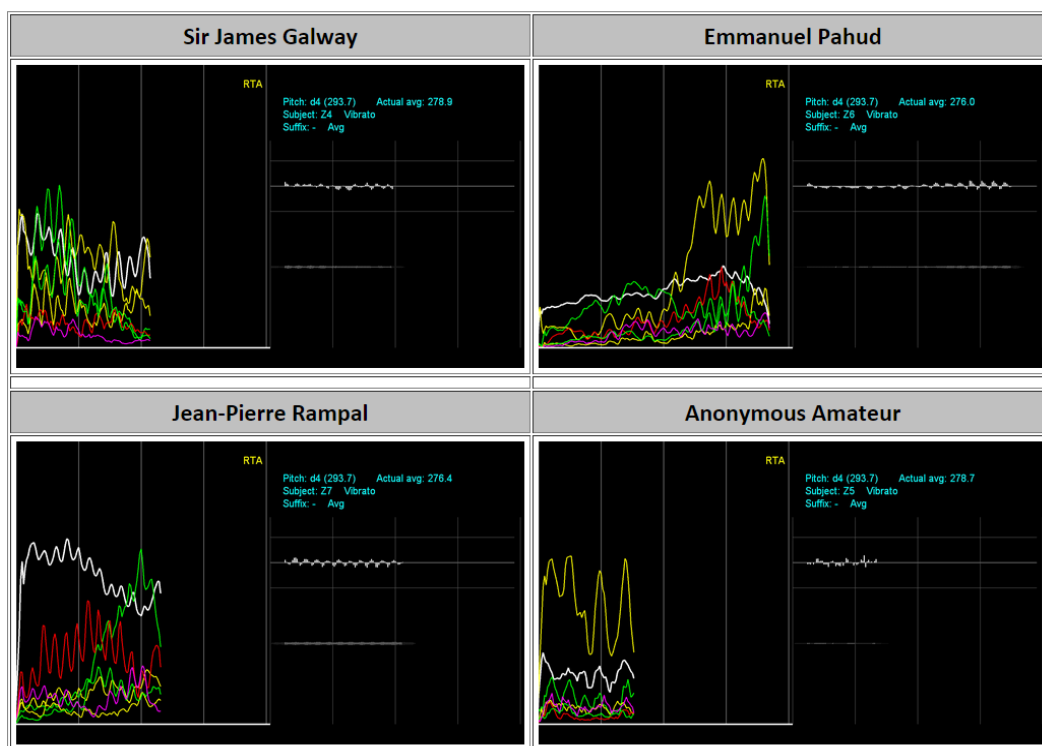 Sir James Galway
Emmanuel Pahud
RTA
Pitch: d4 (293.7) Actual avg: 278.9
Subject: Z4 Vibrato
Suffix: - Avg
RTA
Pitch: d4 (293.7) Actual avg: 276.0
Subject: Z6 Vibrato
Suffix: - Avg
Jean-Pierre Rampal
Anonymous Amateur
RTA
Pitch: d4 (293.7) Actual avg: 276.4
Subject: Z7 Vibrato
Suffix: - Avg
RTA
Pitch: d4 (293.7) Actual avg: 278.7
Subject: Z5 Vibrato
Suffix: - Avg